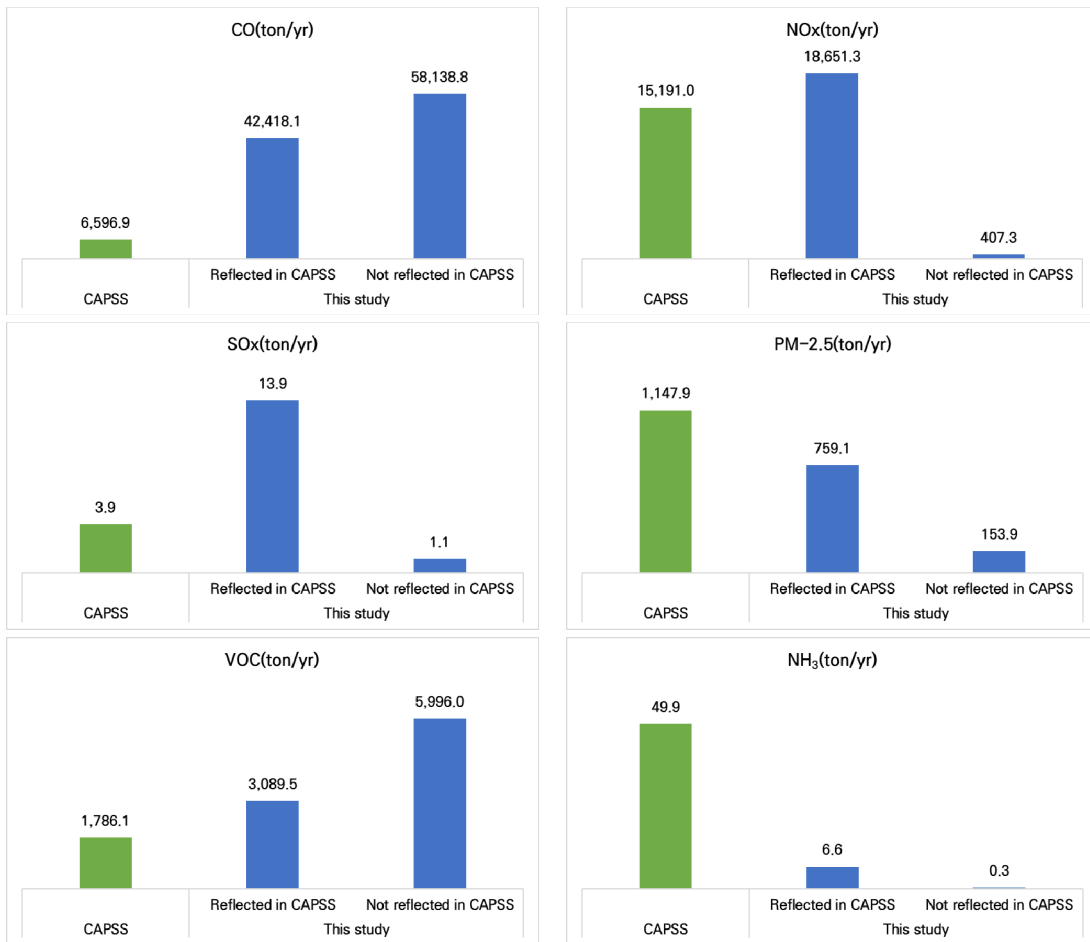 CO(ton/yr)
58,138.8
42,418.1
6,596.9
Reflected in CAPSS Not reflected in CAPSS
CAPSS This study
NOx(ton/yr)
18,651.3
15,191.0
407.3
Reflected in CAPSS Not reflected in CAPSS
CAPSS This study
SOx(ton/yr)
13.9
3.9
1.1
Reflected in CAPSS Not reflected in CAPSS
CAPSS This study
PM-2.5(ton/yr)
1,147.9
759.1
153.9
Reflected in CAPSS Not reflected in CAPSS
CAPSS This study
VOC(ton/yr)
5,996.0
3,089.5
1,786.1
Reflected in CAPSS Not reflected in CAPSS
CAPSS This study
NH₃(ton/yr)
49.9
6.6
0.3
Reflected in CAPSS Not reflected in CAPSS
CAPSS This study